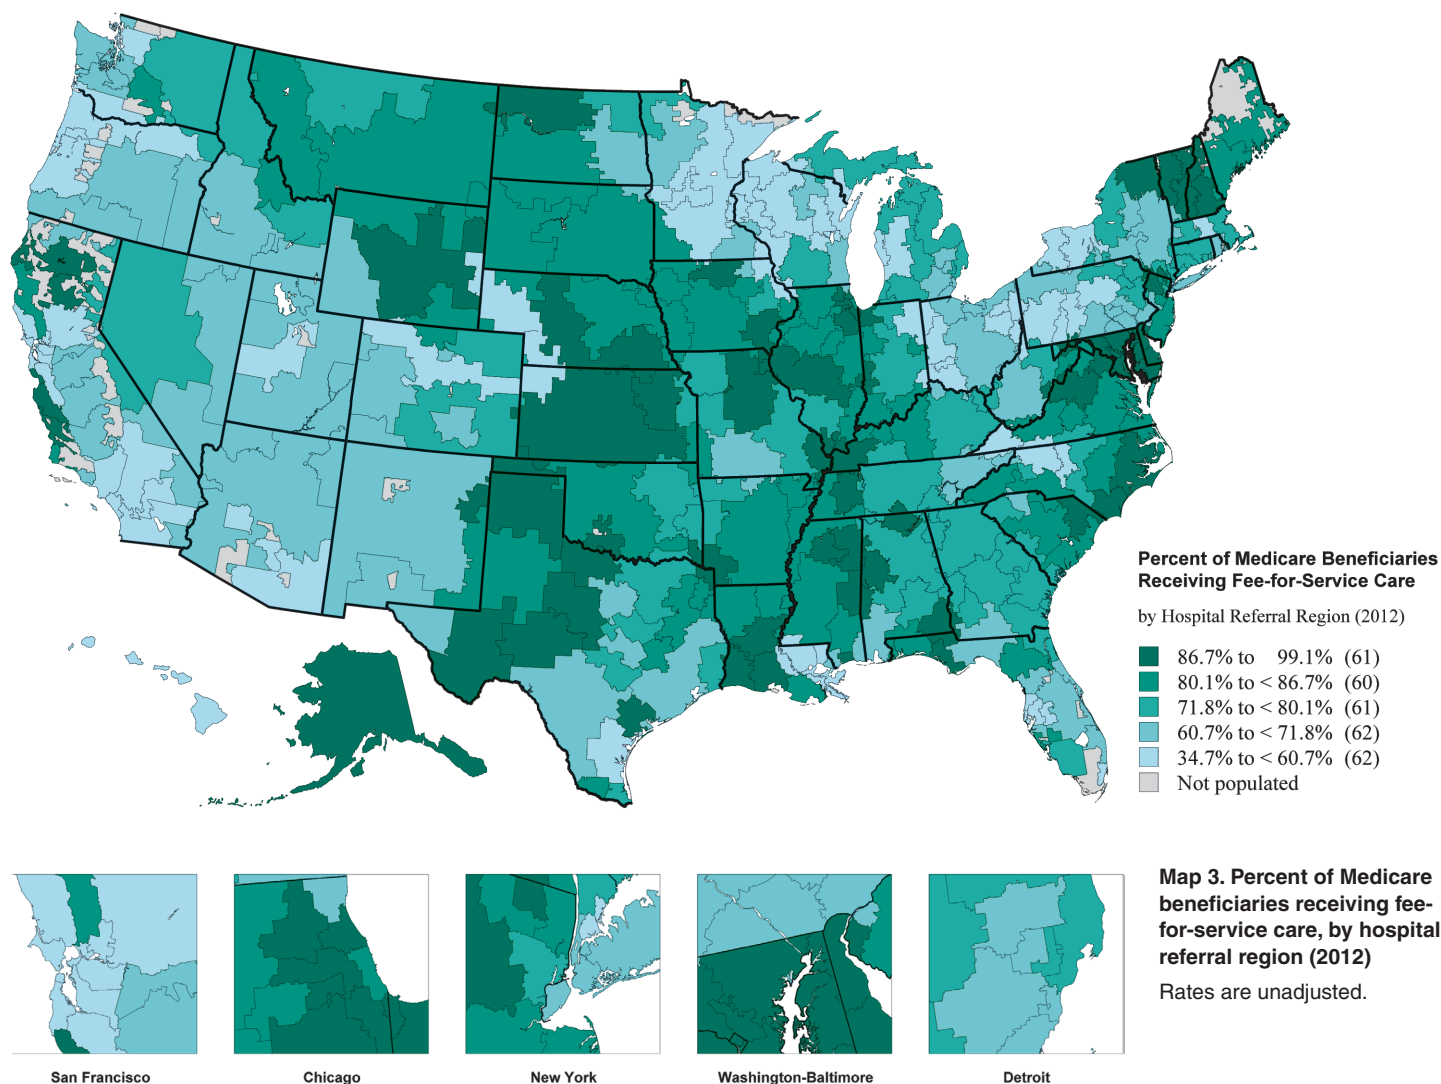 Percent of Medicare Beneficiaries
Receiving Fee-for-Service Care
by Hospital Referral Region (2012)
86.7% to 99.1% (61)
80.1% to < 86.7% (60)
71.8% to < 80.1% (61)
60.7% to < 71.8% (62)
34.7% to < 60.7% (62)
Not populated
Map 3. Percent of Medicare
beneficiaries receiving fee-
for-service care, by hospital
referral region (2012)
Rates are unadjusted.
San Francisco
Chicago
New York
Washington-Baltimore
Detroit